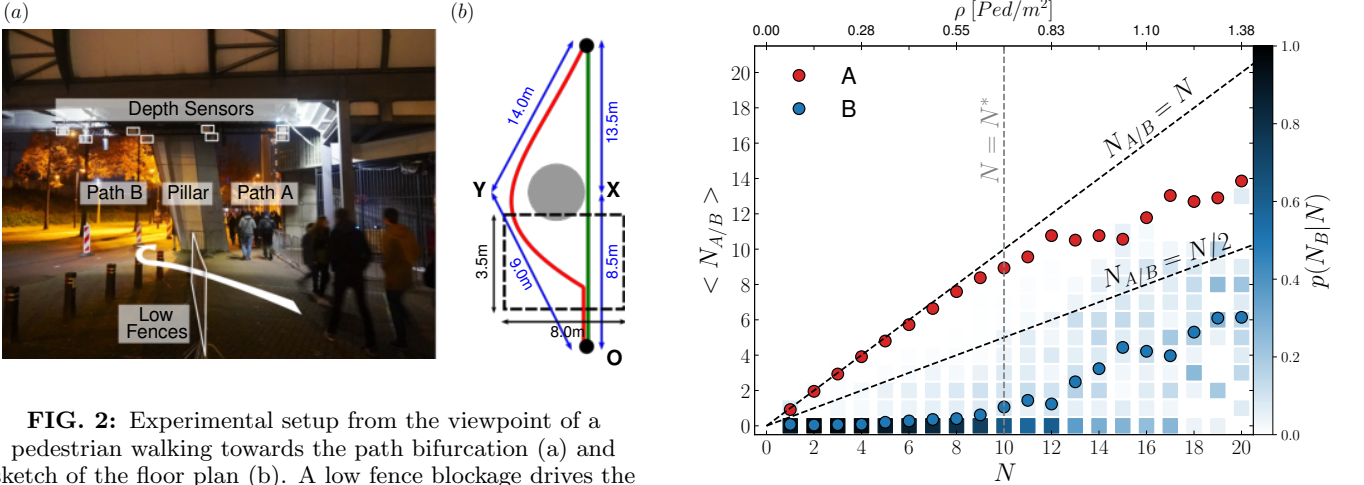 (a)
Depth Sensors
Path B
Pillar
Path A
Low
Fences
(b)
14.0m
13.5m
Y
X
3.5m
9.0m
8.5m
8.0m
O
FIG. 2: Experimental setup from the viewpoint of a
pedestrian walking towards the path bifurcation (a) and
sketch of the floor plan (b). A low fence blockage drives the
ρ [Ped/m²]
0.00 0.28 0.55 0.83 1.10 1.38
A
B
N = N*
N_{A/B} = N
N_{A/B} = N/2
< N_{A/B} >
20
18
16
14
12
10
8
6
4
2
0
0 2 4 6 8 10 12 14 16 18 20
N
1.0
0.8
0.6
0.4
0.2
0.0
p(N_B|N)